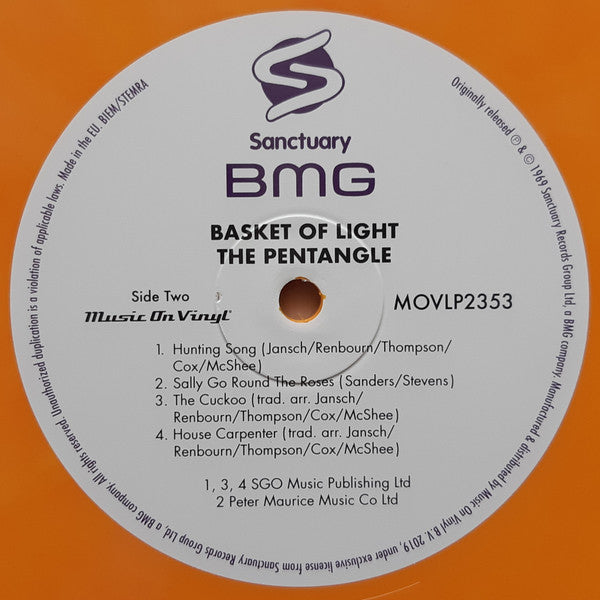 Sanctuary
BMG
BASKET OF LIGHT
THE PENTANGLE
Side Two
Music On Vinyl
MOVLP2353
1. Hunting Song (Jansch/Renbourn/Thompson/
Cox/McShee)
2. Sally Go Round The Roses (Sanders/Stevens)
3. The Cuckoo (trad. arr. Jansch/
Renbourn/Thompson/Cox/McShee)
4. House Carpenter (trad. arr. Jansch/
Renbourn/Thompson/Cox/McShee)
1, 3, 4 SGO Music Publishing Ltd
2 Peter Maurice Music Co Ltd
Originally released ℗ & © 1969 Sanctuary Records Group Ltd, a BMG company. Manufactured & distributed by Music On Vinyl B.V. 2019, under exclusive license from Sanctuary Records Group Ltd, a BMG company. All rights reserved. Unauthorized duplication is a violation of applicable laws. Made in the EU. BIEM/STEMRA